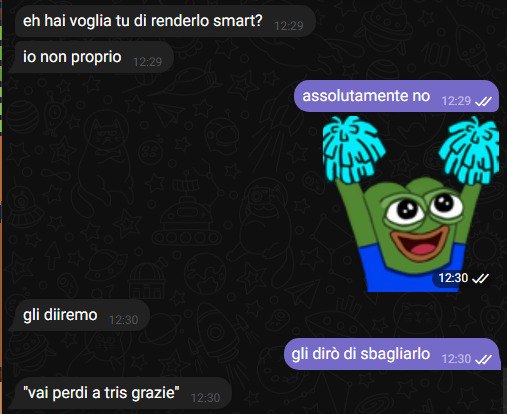 eh hai voglia tu di renderlo smart? 12:29
io non proprio 12:29
assolutamente no 12:29
12:30
gli diiremo 12:30
gli dirò di sbagliarlo 12:30
"vai perdi a tris grazie" 12:30